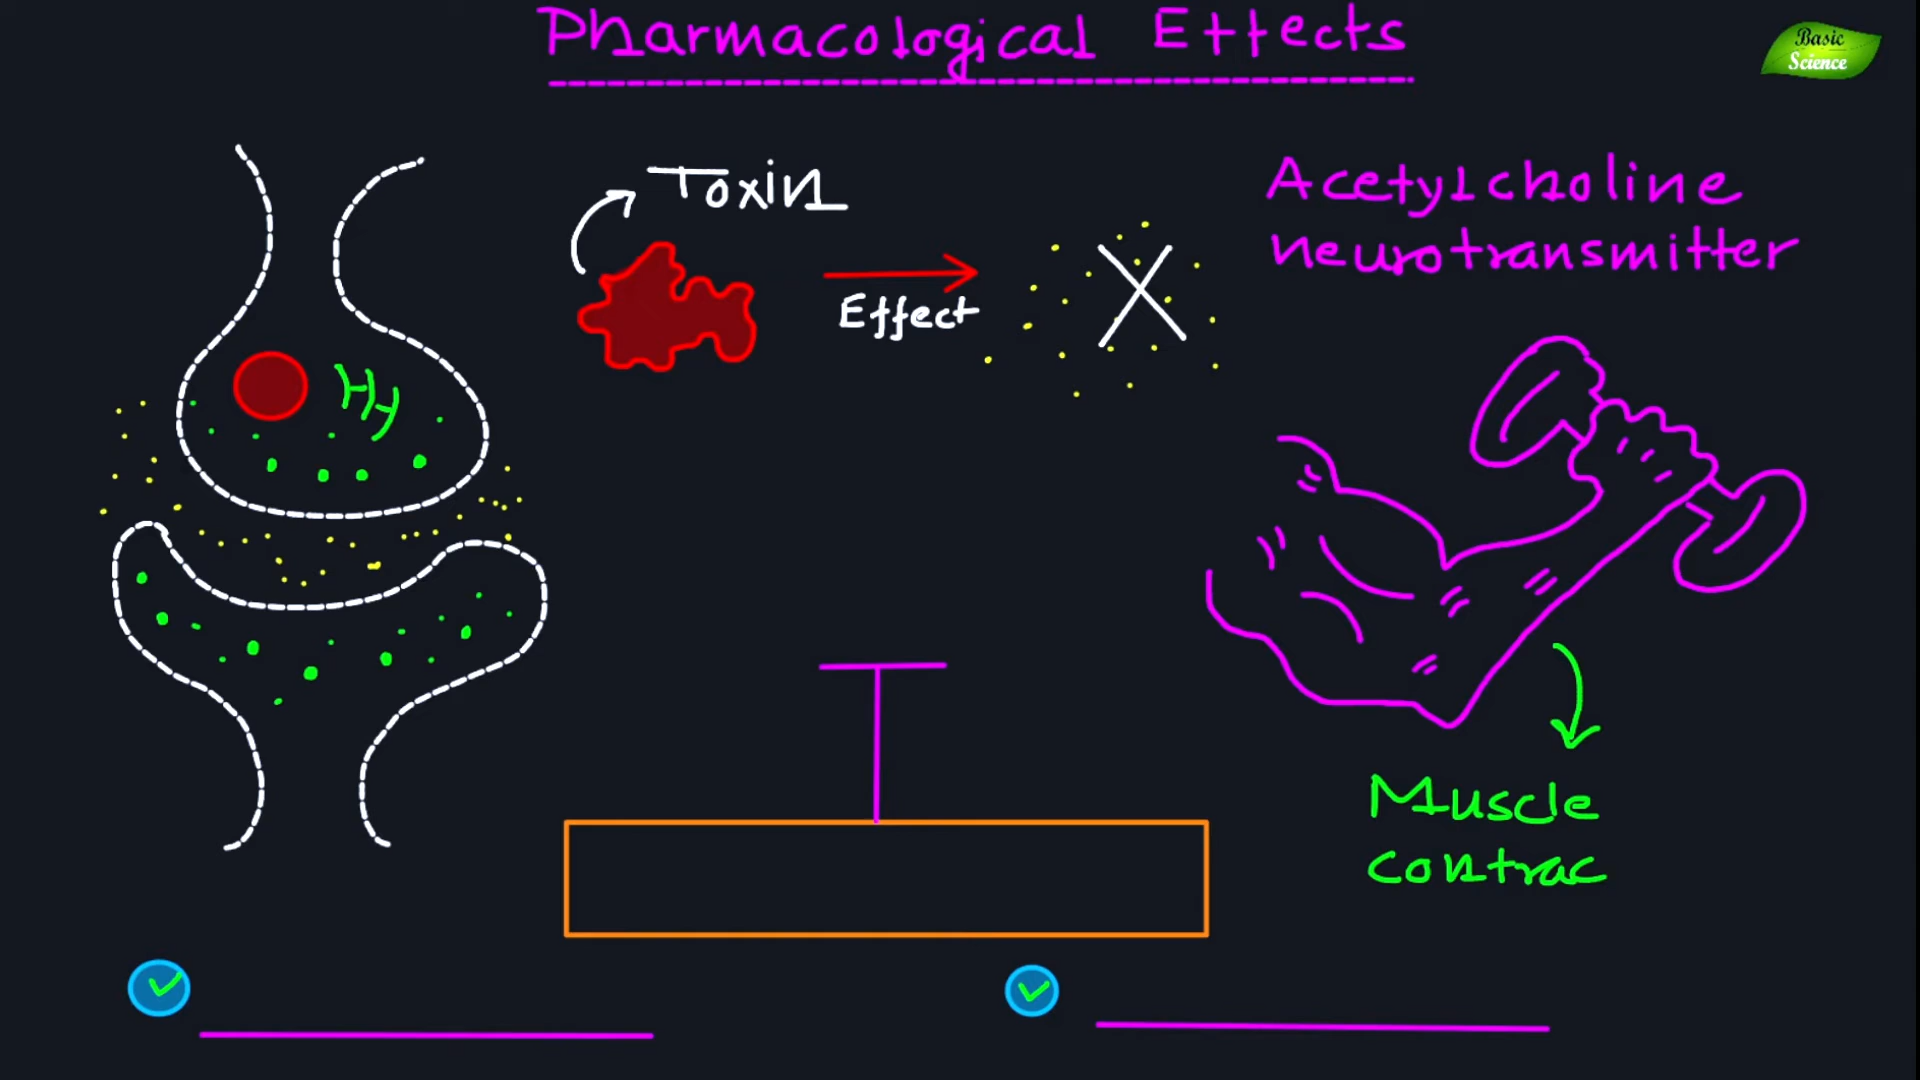 Pharmacological Effects
Basic
Science
Toxin
Effect
Acetylcholine
neurotransmitter
Muscle
contrac